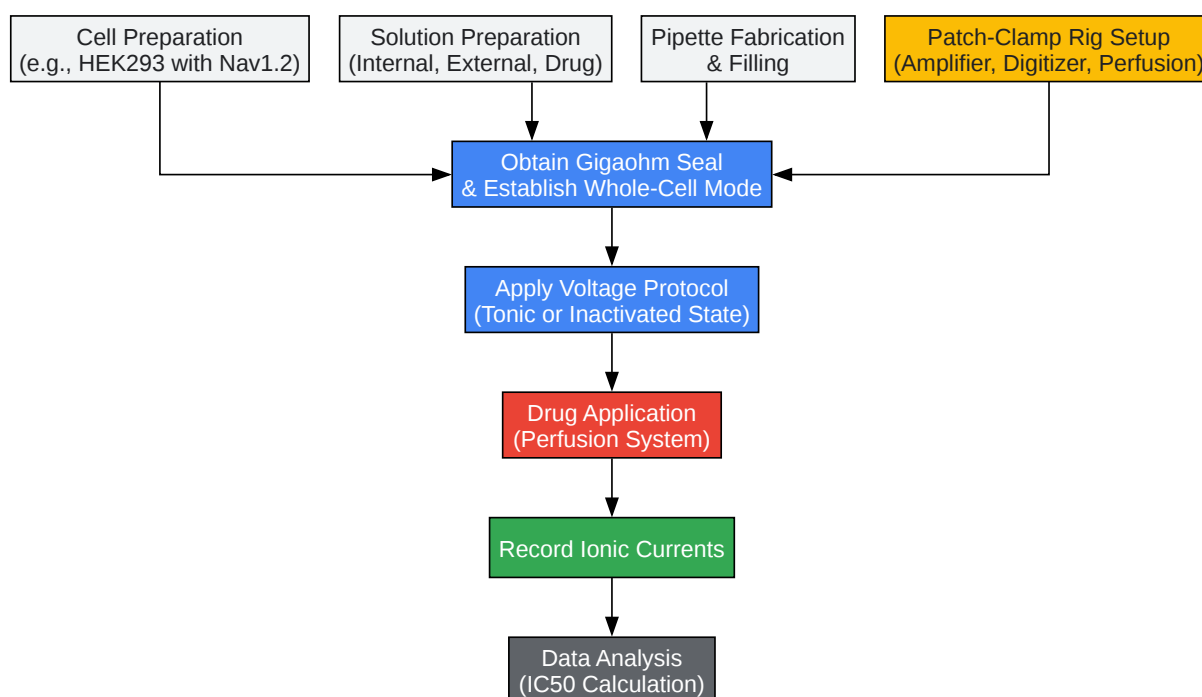 Cell Preparation
(e.g., HEK293 with Nav1.2)
Solution Preparation
(Internal, External, Drug)
Pipette Fabrication
& Filling
Patch-Clamp Rig Setup
(Amplifier, Digitizer, Perfusion)
Obtain Gigaohm Seal
& Establish Whole-Cell Mode
Apply Voltage Protocol
(Tonic or Inactivated State)
Drug Application
(Perfusion System)
Record Ionic Currents
Data Analysis
(IC50 Calculation)